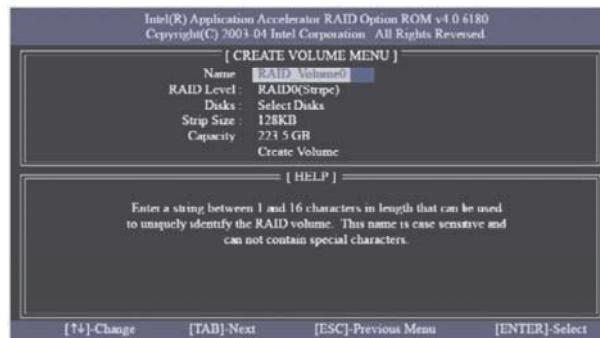 Intel(R) Application Accelerator RAID Option ROM v4.0 6180
Copyright(C) 2003-04 Intel Corporation All Rights Reversed
[ CREATE VOLUME MENU ]
Name RAID_Volume0
RAID Level : RAID0(Stripe)
Disks : Select Disks
Strip Size : 128KB
Capacity 223.5 GB
Create Volume
[ HELP ]
Enter a string between 1 and 16 characters in length that can be used
to uniquely identify the RAID volume. This name is case sensitive and
can not contain special characters.
[↑↓]-Change [TAB]-Next [ESC]-Previous Menu [ENTER]-Select